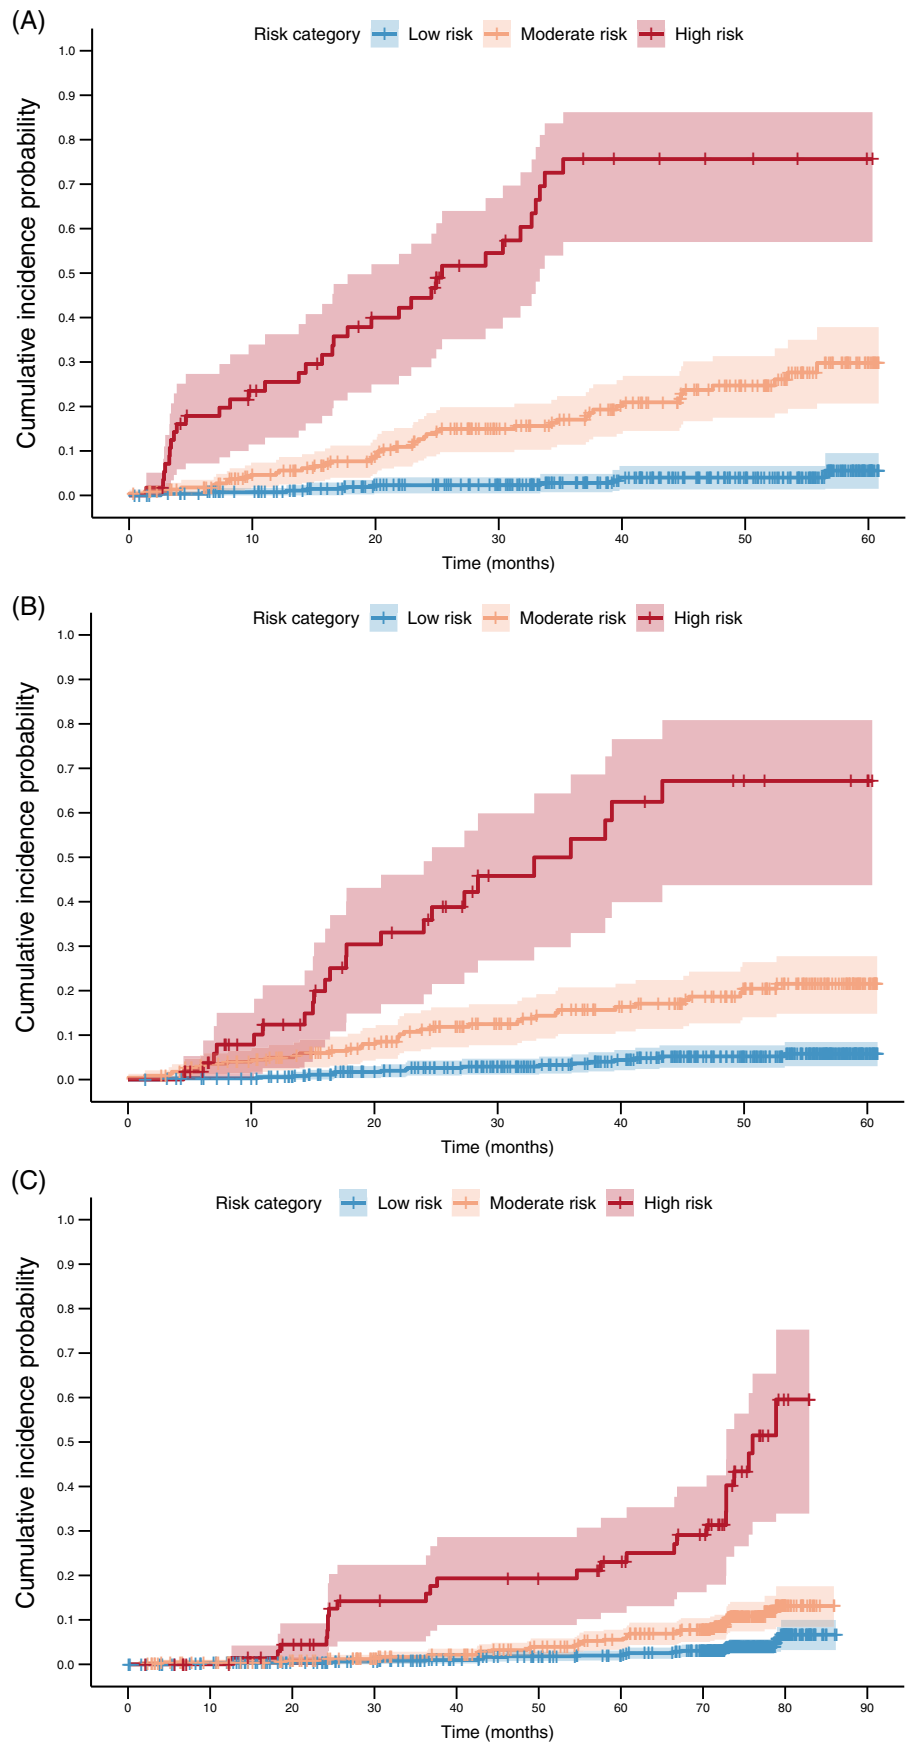 (A)
Risk category Low risk Moderate risk High risk
1.0
0.9
0.8
0.7
0.6
0.5
0.4
0.3
0.2
0.1
0.0
Cumulative incidence probability
0 10 20 30 40 50 60
Time (months)
(B)
Risk category Low risk Moderate risk High risk
1.0
0.9
0.8
0.7
0.6
0.5
0.4
0.3
0.2
0.1
0.0
Cumulative incidence probability
0 10 20 30 40 50 60
Time (months)
(C)
Risk category Low risk Moderate risk High risk
1.0
0.9
0.8
0.7
0.6
0.5
0.4
0.3
0.2
0.1
0.0
Cumulative incidence probability
0 10 20 30 40 50 60 70 80 90
Time (months)